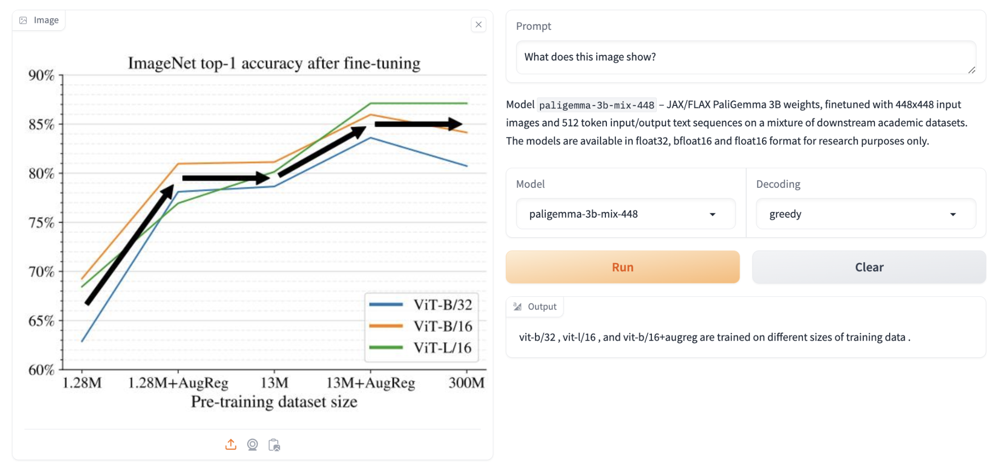 Image
ImageNet top-1 accuracy after fine-tuning
90%
85%
80%
75%
70%
65%
60%
ViT-B/32
ViT-B/16
ViT-L/16
1.28M 1.28M+AugReg 13M 13M+AugReg 300M
Pre-training dataset size
Prompt
What does this image show?
Model paligemma-3b-mix-448 – JAX/FLAX PaliGemma 3B weights, finetuned with 448x448 input
images and 512 token input/output text sequences on a mixture of downstream academic datasets.
The models are available in float32, bfloat16 and float16 format for research purposes only.
Model
paligemma-3b-mix-448
Decoding
greedy
Run
Clear
Output
vit-b/32 , vit-l/16 , and vit-b/16+augreg are trained on different sizes of training data .